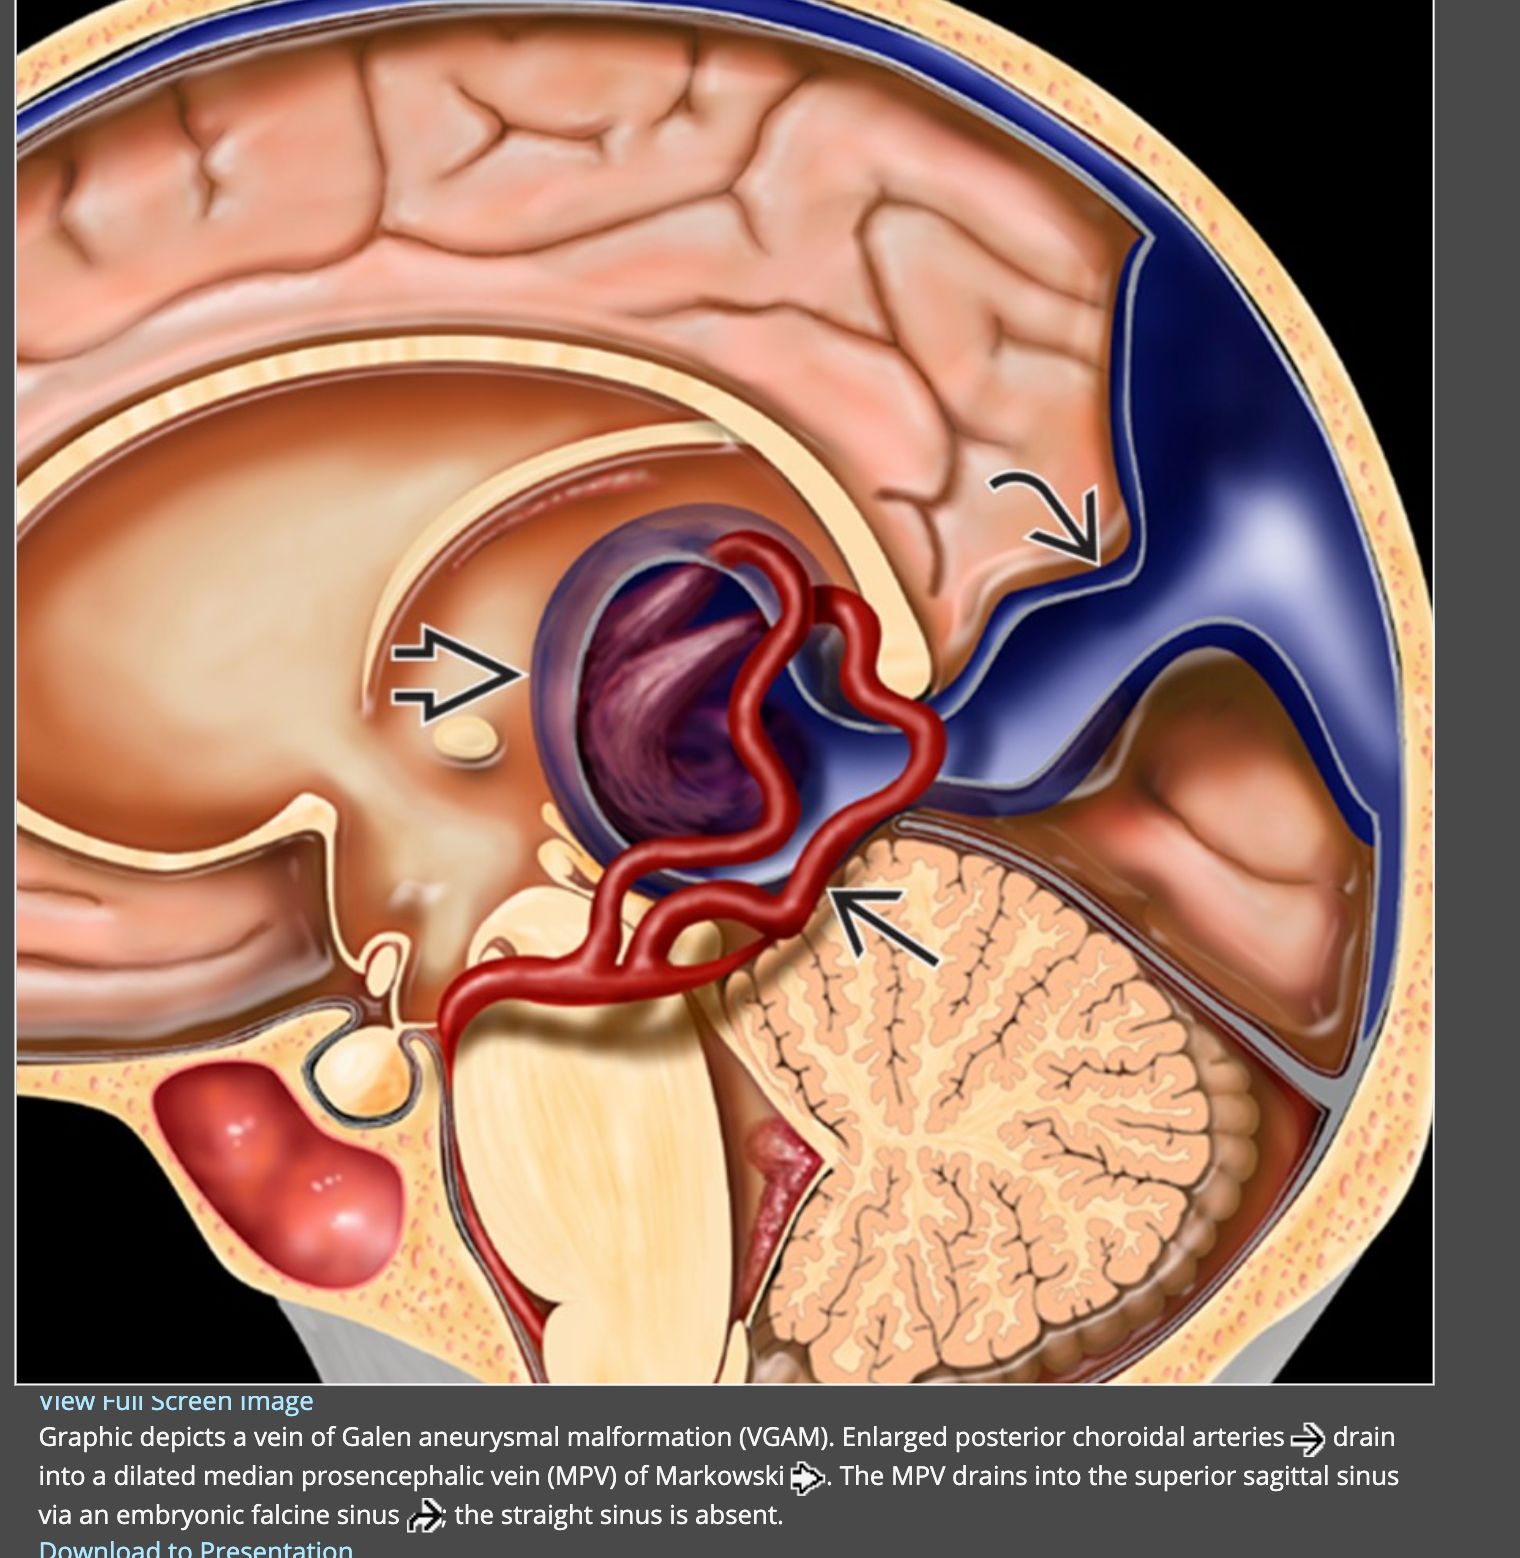 View Full Screen Image
Graphic depicts a vein of Galen aneurysmal malformation (VGAM). Enlarged posterior choroidal arteries drain
into a dilated median prosencephalic vein (MPV) of Markowski . The MPV drains into the superior sagittal sinus
via an embryonic falcine sinus ; the straight sinus is absent.
Download to Presentation